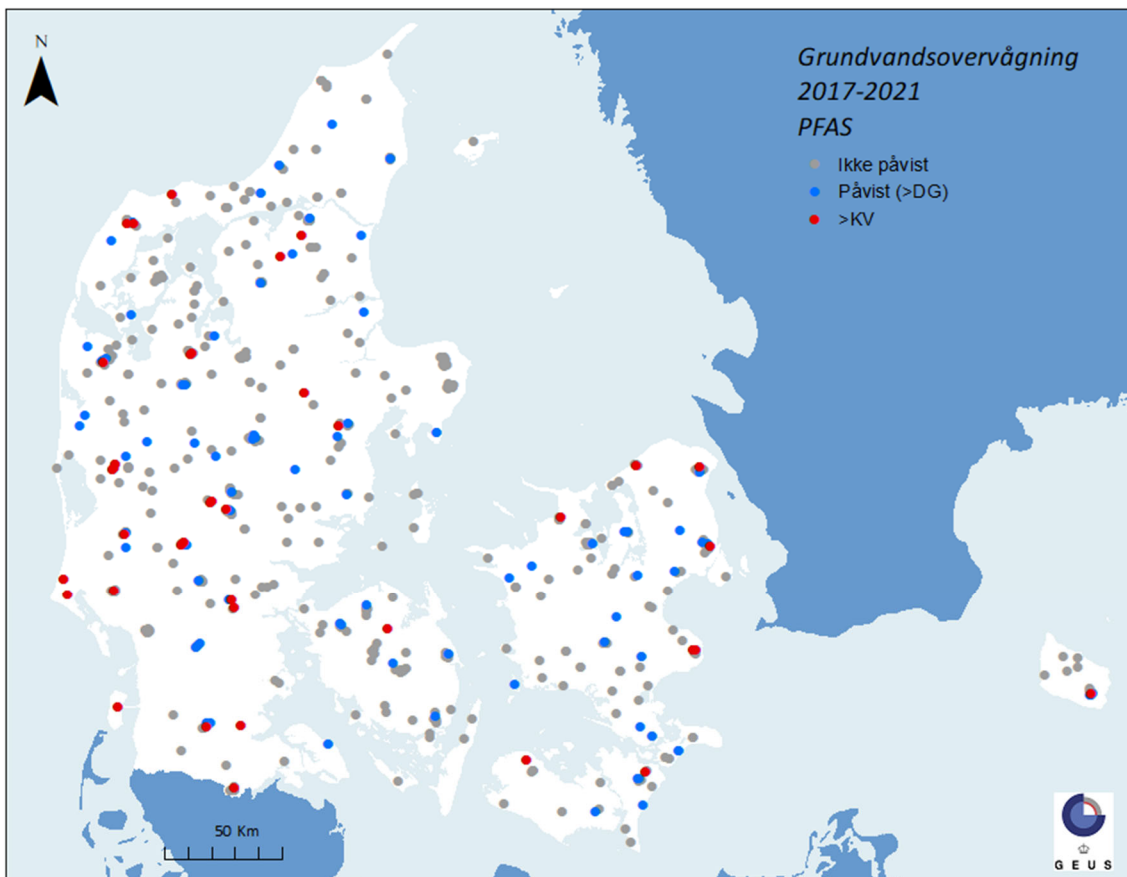 N
Grundvandsovervågning
2017-2021
PFAS
Ikke påvist
Påvist (>DG)
>KV
50 Km
GEUS